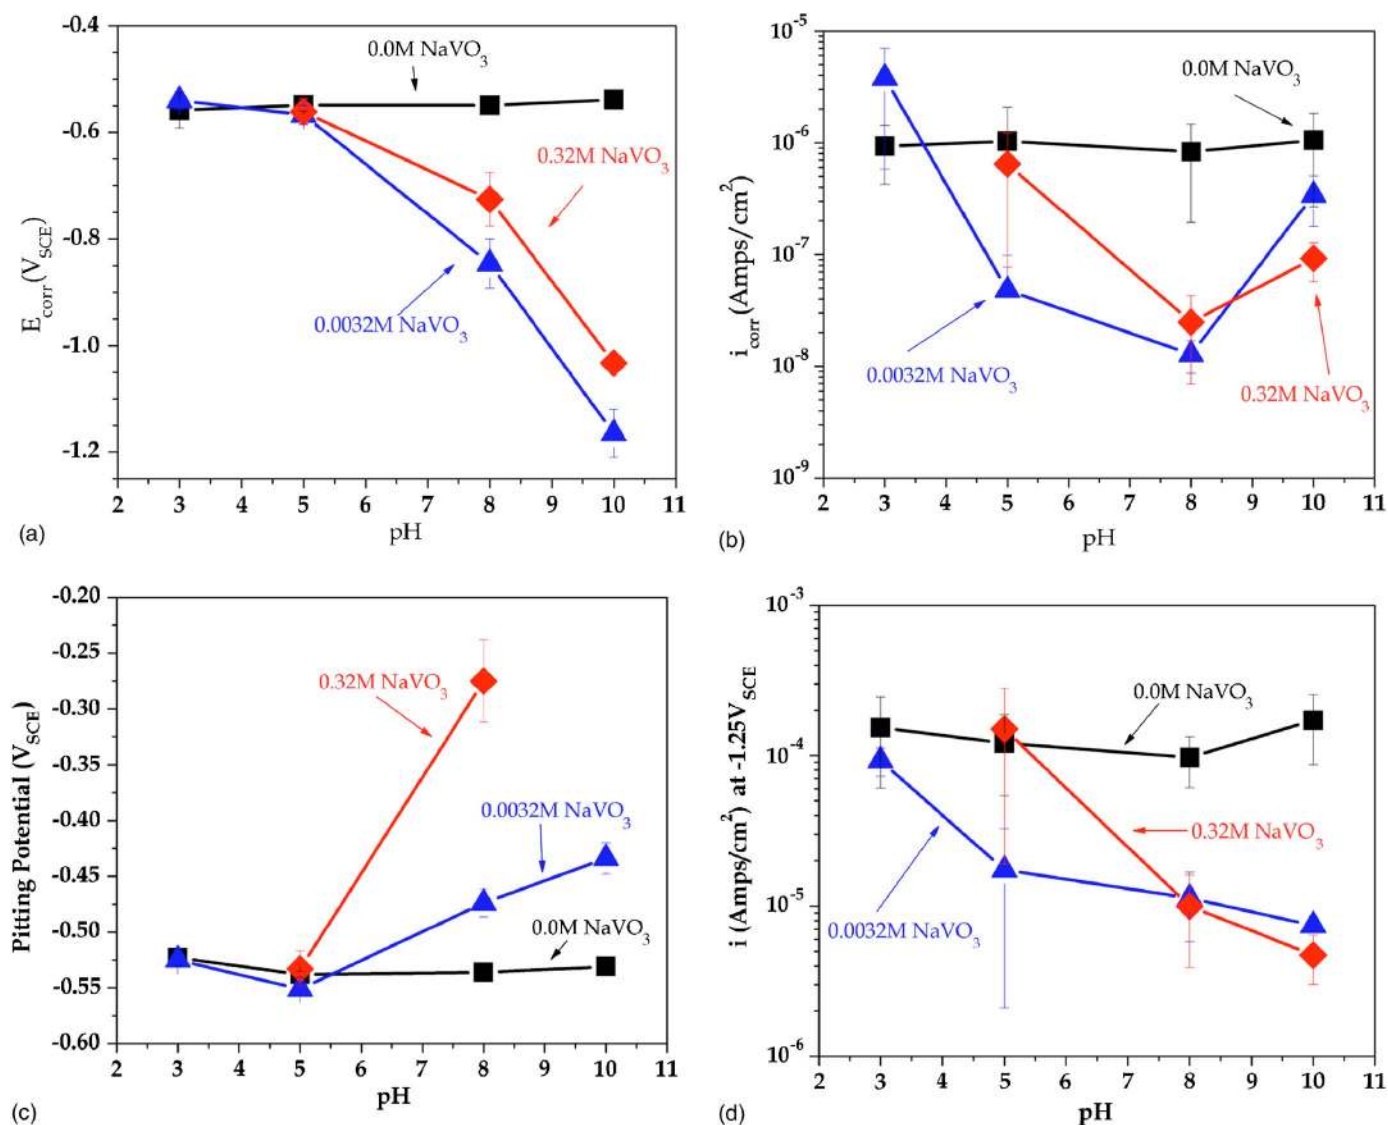 -0.4
-0.6
-0.8
-1.0
-1.2
E_corr (V_SCE)
0.0M NaVO₃
0.32M NaVO₃
0.0032M NaVO₃
2 3 4 5 6 7 8 9 10 11
pH
(a)
10⁻⁵
10⁻⁶
10⁻⁷
10⁻⁸
10⁻⁹
i_corr (Amps/cm²)
0.0M NaVO₃
0.0032M NaVO₃
0.32M NaVO₃
2 3 4 5 6 7 8 9 10 11
pH
(b)
-0.20
-0.25
-0.30
-0.35
-0.40
-0.45
-0.50
-0.55
-0.60
Pitting Potential (V_SCE)
0.32M NaVO₃
0.0032M NaVO₃
0.0M NaVO₃
2 3 4 5 6 7 8 9 10 11
pH
(c)
10⁻³
10⁻⁴
10⁻⁵
10⁻⁶
i (Amps/cm²) at -1.25V_SCE
0.0M NaVO₃
0.32M NaVO₃
0.0032M NaVO₃
2 3 4 5 6 7 8 9 10 11
pH
(d)